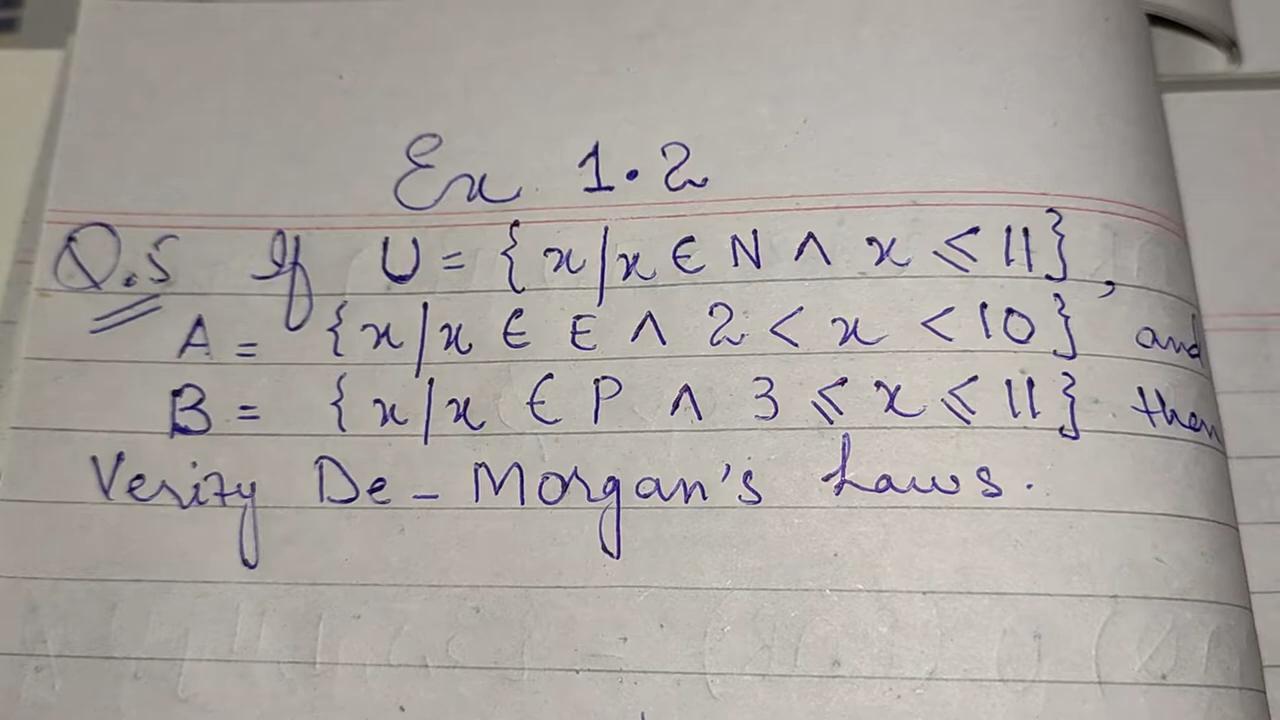 Ex 1.2
Q.5 If U = {x/x ∈ N ∧ x ≤ 11},
A = {x/x ∈ E ∧ 2 < x < 10} and
B = {x/x ∈ P ∧ 3 ≤ x ≤ 11} then
Verify De-Morgan's Laws.